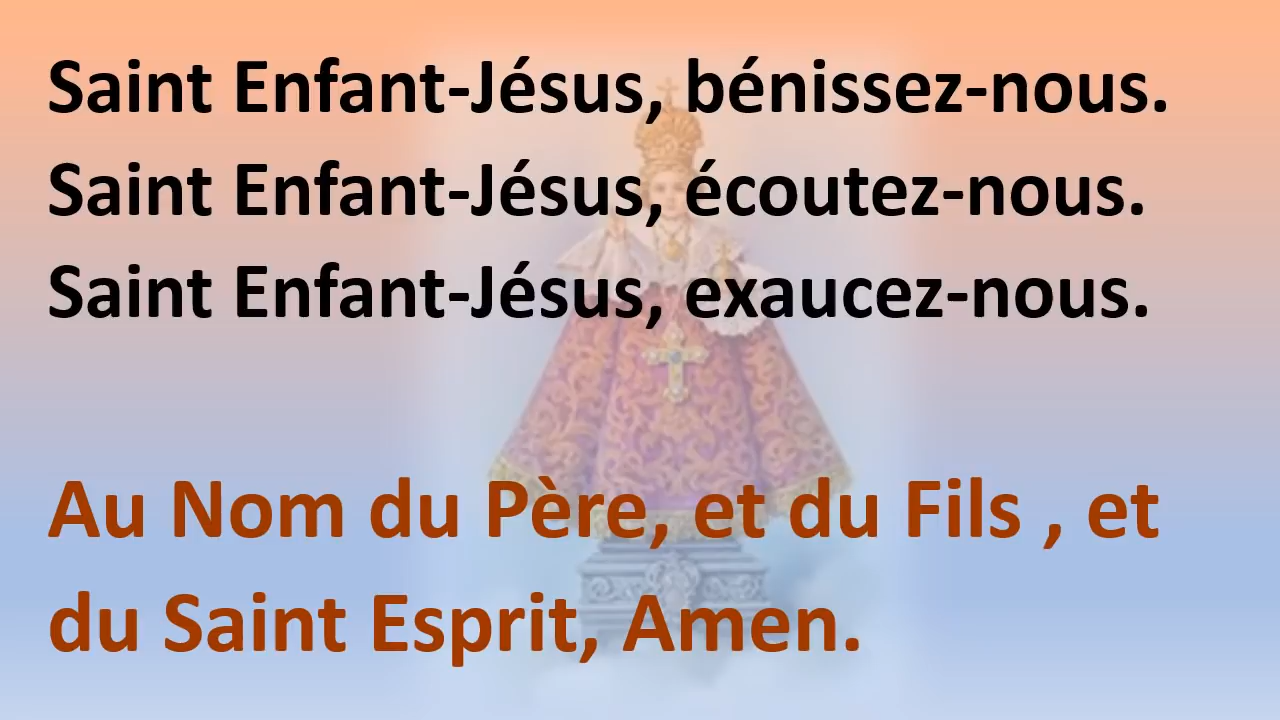 Saint Enfant-Jésus, bénissez-nous.
Saint Enfant-Jésus, écoutez-nous.
Saint Enfant-Jésus, exaucez-nous.
Au Nom du Père, et du Fils , et
du Saint Esprit, Amen.